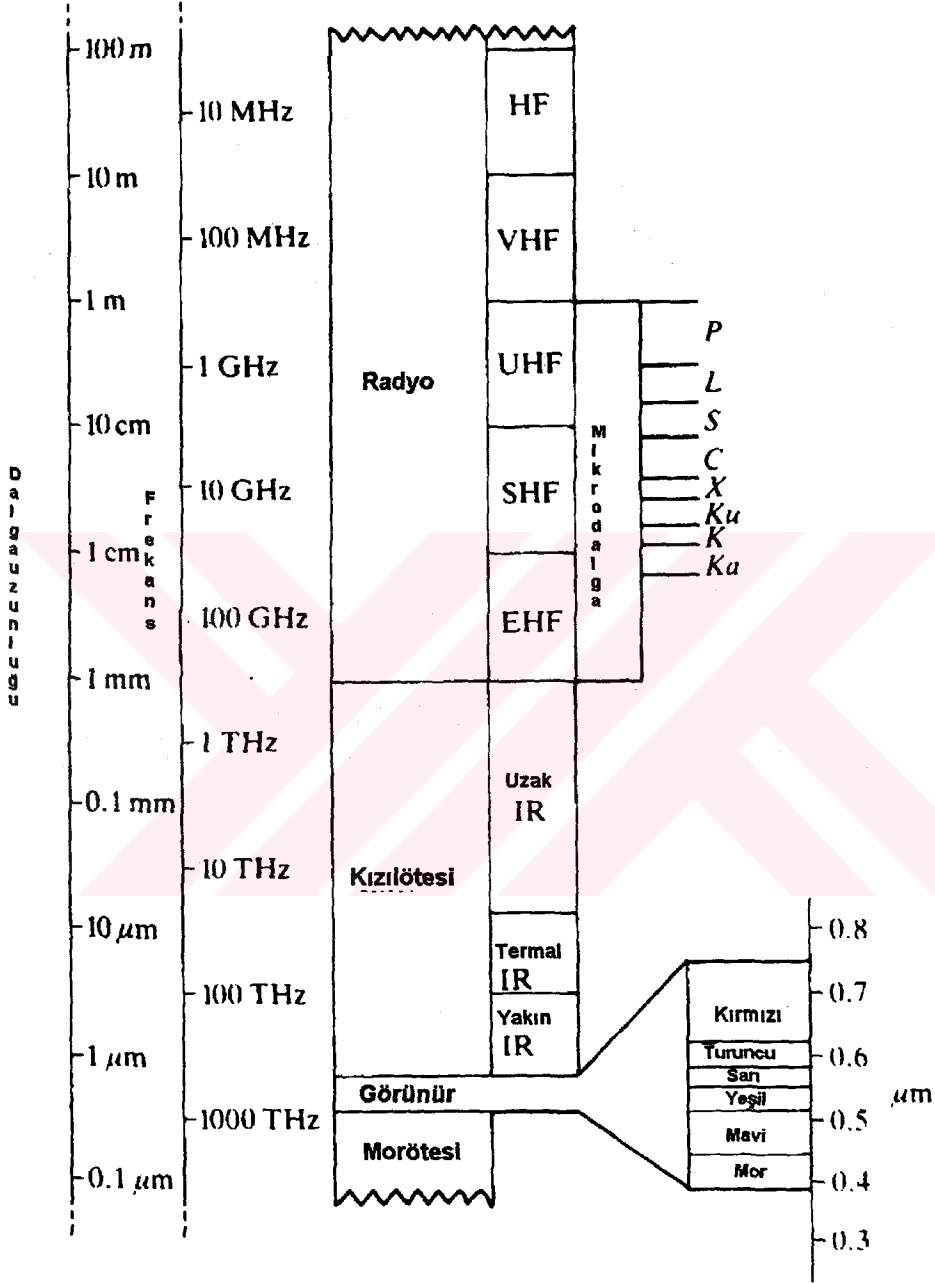 Dalgauzunlugu
100 m
10 m
1 m
10 cm
1 cm
1 mm
0.1 mm
10 μm
1 μm
0.1 μm
Frekans
10 MHz
100 MHz
1 GHz
10 GHz
100 GHz
1 THz
10 THz
100 THz
1000 THz
Radyo
Kızılötesi
Görünür
Morötesi
HF
VHF
UHF
SHF
EHF
Uzak
IR
Termal
IR
Yakın
IR
Mikrodalga
P
L
S
C
X
Ku
K
Ka
Kırmızı
Turuncu
Sarı
Yeşil
Mavi
Mor
0.8
0.7
0.6
0.5
0.4
0.3
μm